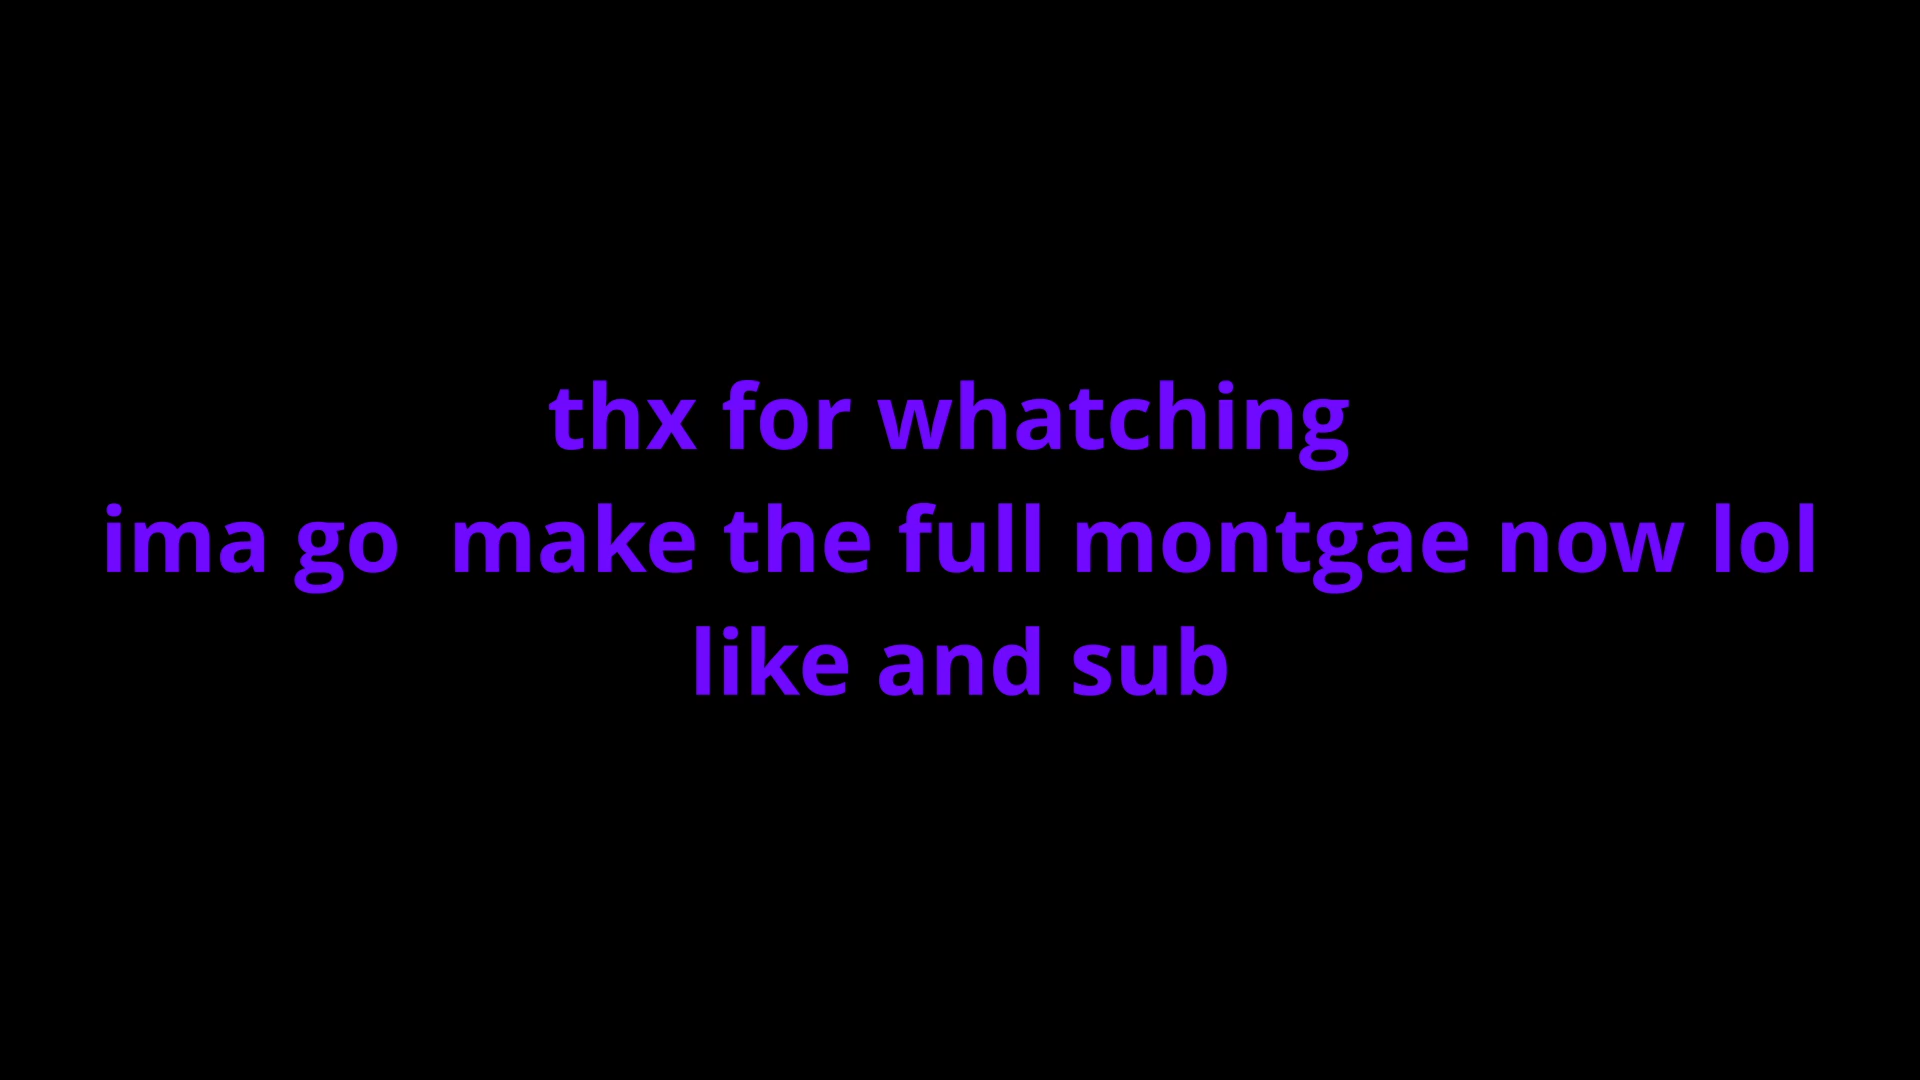 thx for whatching
ima go  make the full montgae now lol
like and sub